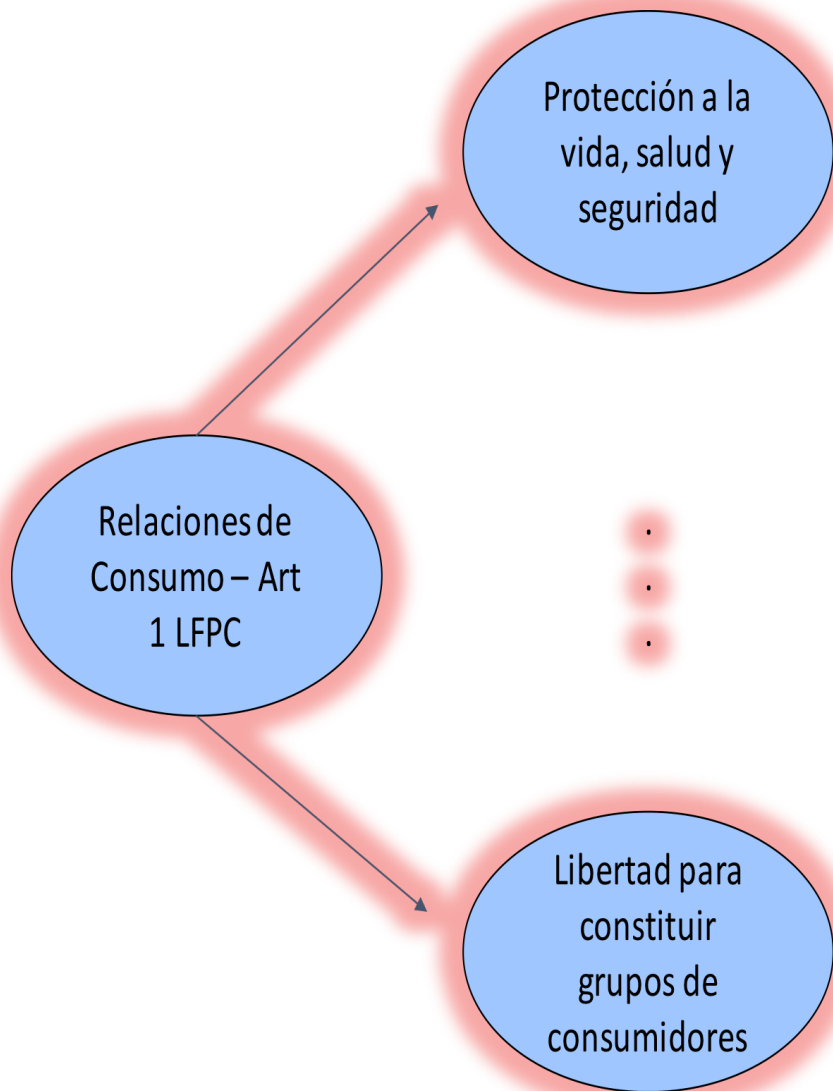 Protección a la
vida, salud y
seguridad
Relaciones de
Consumo – Art
1 LFPC
.
.
.
Libertad para
constituir
grupos de
consumidores